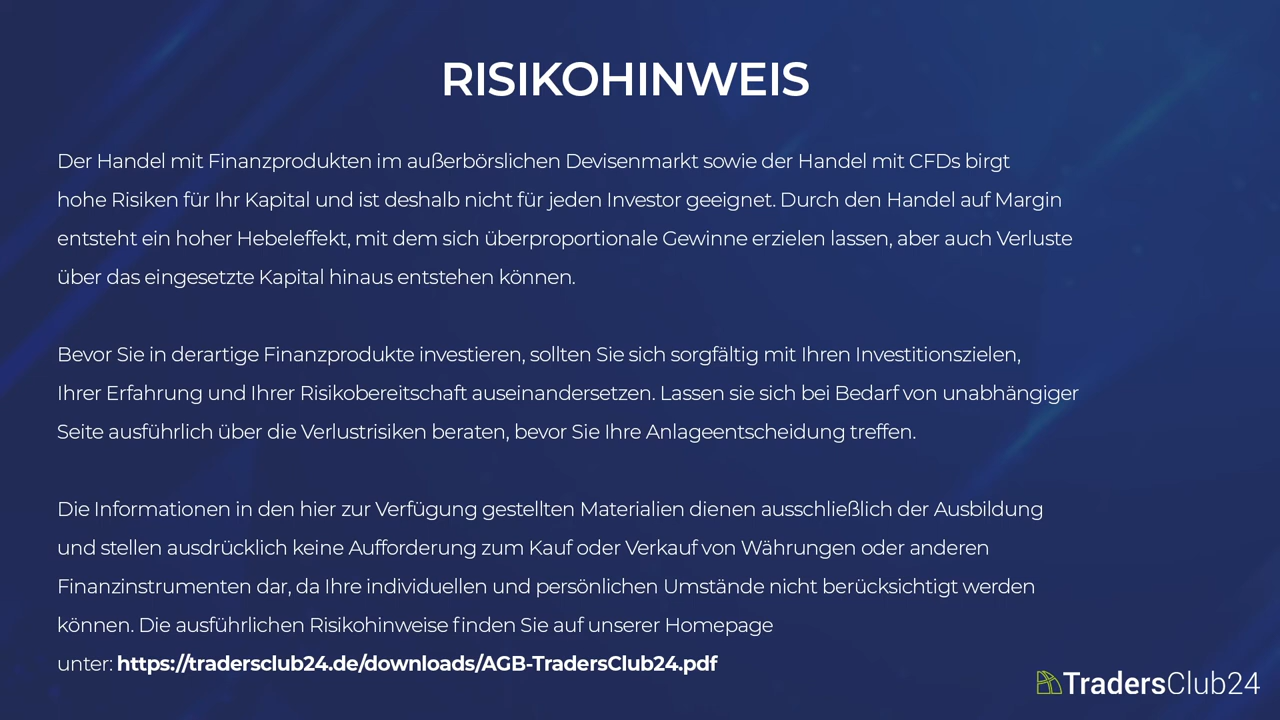 RISIKOHINWEIS
Der Handel mit Finanzprodukten im außerbörslichen Devisenmarkt sowie der Handel mit CFDs birgt
hohe Risiken für Ihr Kapital und ist deshalb nicht für jeden Investor geeignet. Durch den Handel auf Margin
entsteht ein hoher Hebeleffekt, mit dem sich überproportionale Gewinne erzielen lassen, aber auch Verluste
über das eingesetzte Kapital hinaus entstehen können.
Bevor Sie in derartige Finanzprodukte investieren, sollten Sie sich sorgfältig mit Ihren Investitionszielen,
Ihrer Erfahrung und Ihrer Risikobereitschaft auseinandersetzen. Lassen sie sich bei Bedarf von unabhängiger
Seite ausführlich über die Verlustrisiken beraten, bevor Sie Ihre Anlageentscheidung treffen.
Die Informationen in den hier zur Verfügung gestellten Materialien dienen ausschließlich der Ausbildung
und stellen ausdrücklich keine Aufforderung zum Kauf oder Verkauf von Währungen oder anderen
Finanzinstrumenten dar, da Ihre individuellen und persönlichen Umstände nicht berücksichtigt werden
können. Die ausführlichen Risikohinweise finden Sie auf unserer Homepage
unter: https://tradersclub24.de/downloads/AGB-TradersClub24.pdf
TradersClub24